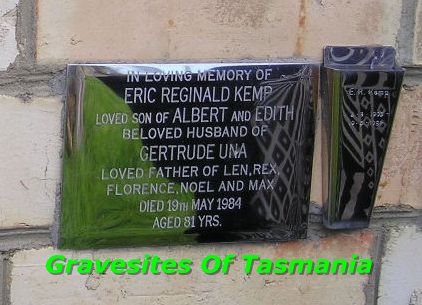 IN LOVING MEMORY OF
ERIC REGINALD KEMP
LOVED SON OF ALBERT AND EDITH
BELOVED HUSBAND OF
GERTRUDE UNA
LOVED FATHER OF LEN, REX,
FLORENCE, NOEL AND MAX
DIED 19TH MAY 1984
AGED 81 YRS.
Gravesites Of Tasmania